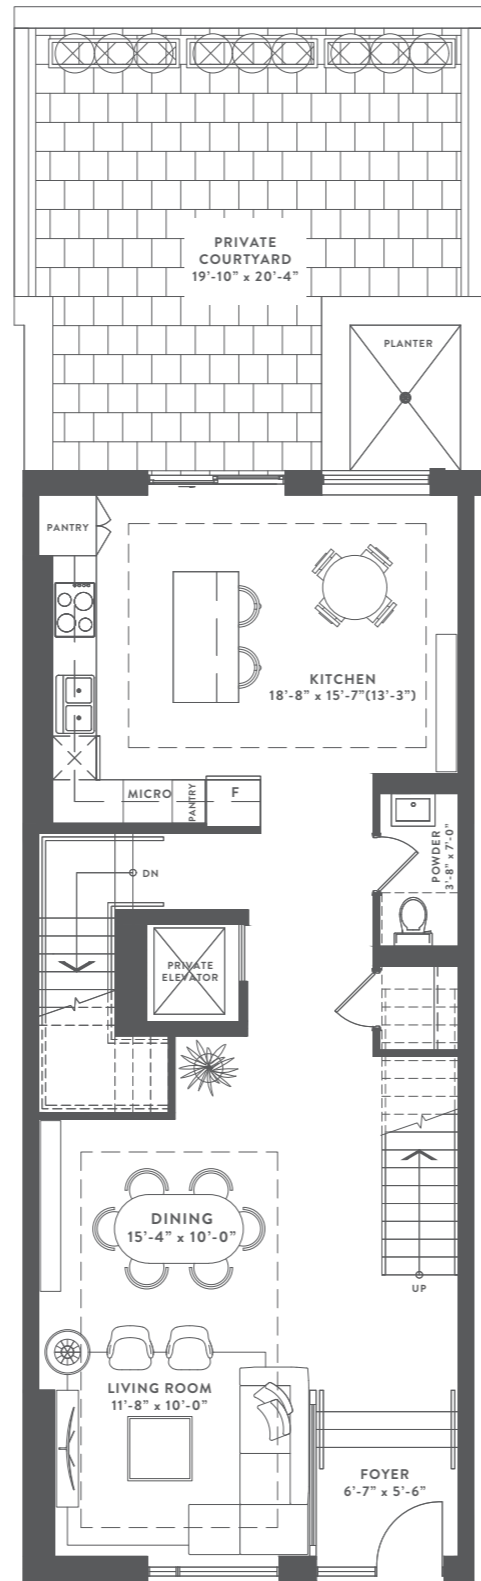 PRIVATE
COURTYARD
19'-10" x 20'-4"
PLANTER
PANTRY
KITCHEN
18'-8" x 15'-7"(13'-3")
MICRO
PANTRY
F
POWDER
3'-8" x 7'-0"
DN
PRIVATE
ELEVATOR
DINING
15'-4" x 10'-0"
UP
LIVING ROOM
11'-8" x 10'-0"
FOYER
6'-7" x 5'-6"